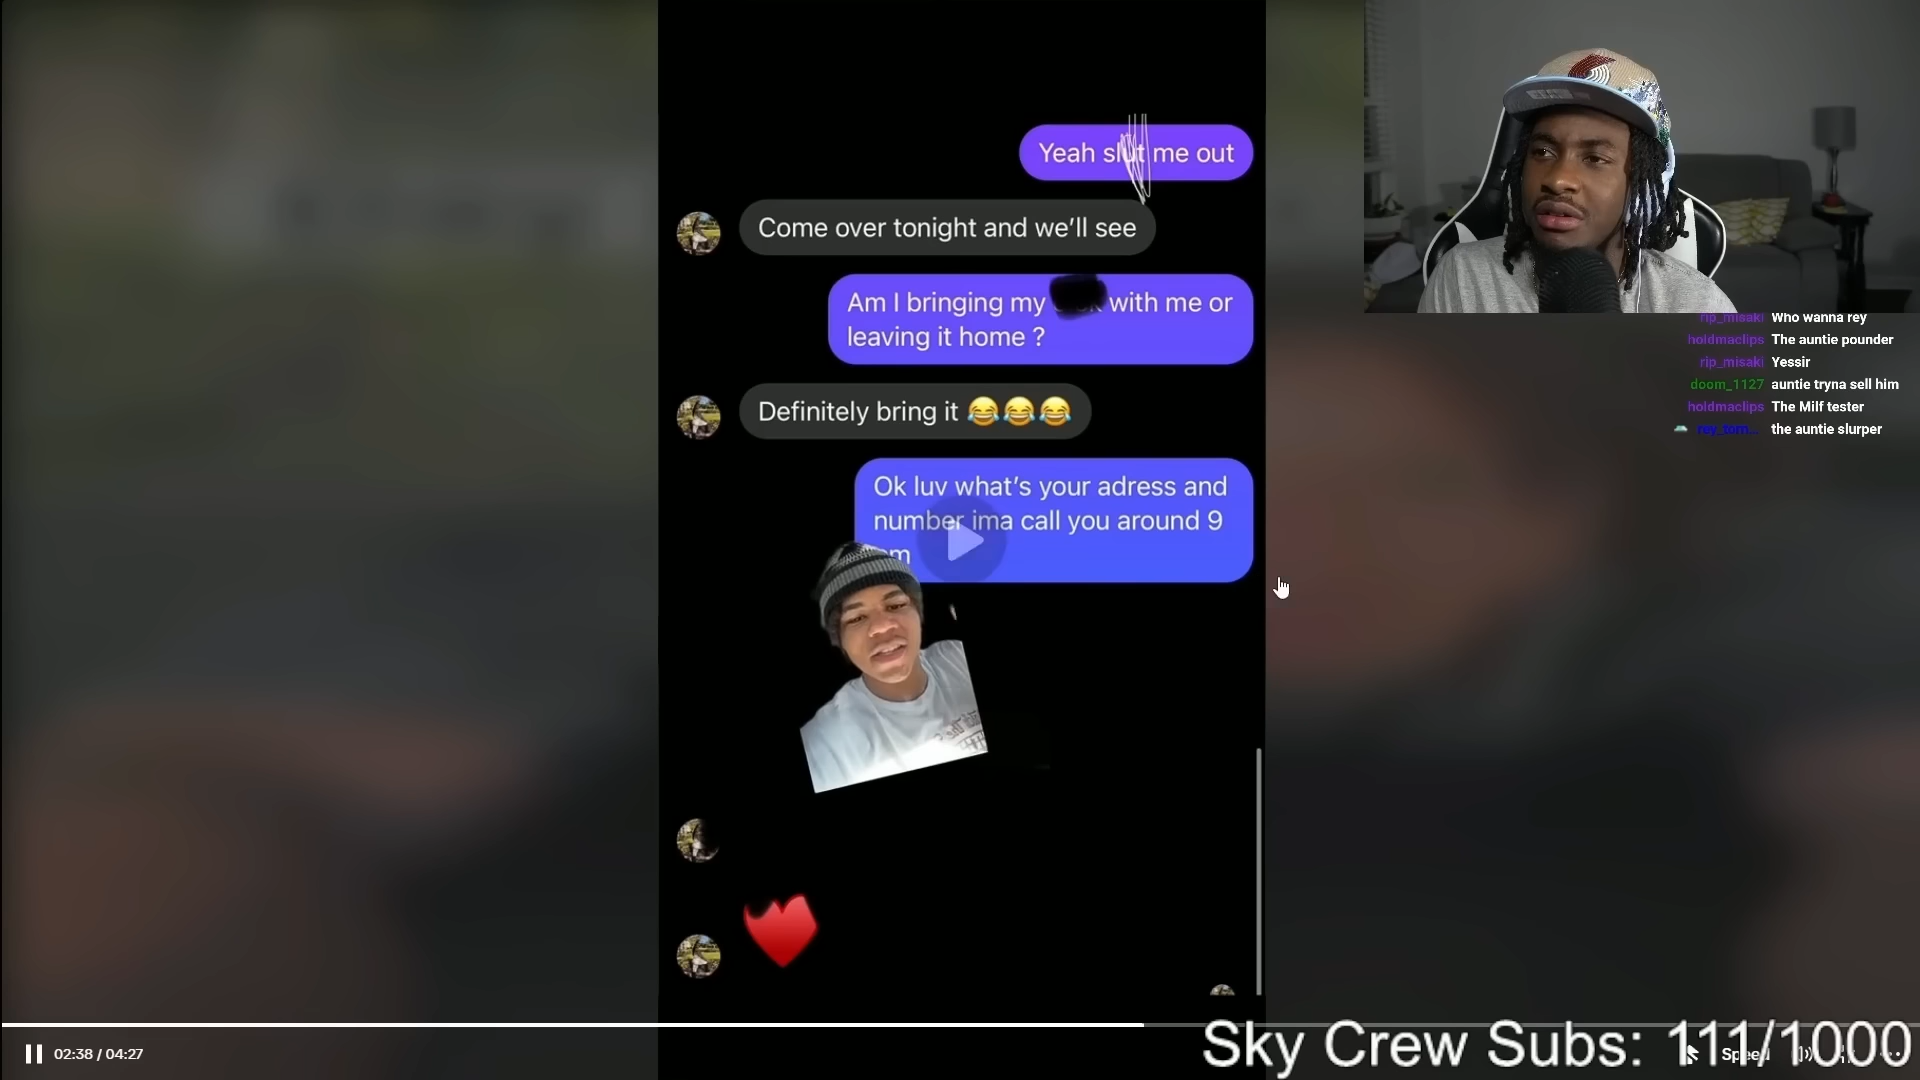 Yeah slut me out
Come over tonight and we'll see
Am I bringing my with me or
leaving it home ?
Definitely bring it 😂😂😂
Ok luv what's your adress and
number ima call you around 9
rip_misaki Who wanna rey
holdmaclips The auntie pounder
rip_misaki Yessir
doom_1127 auntie tryna sell him
holdmaclips The Milf tester
rey_torn... the auntie slurper
02:38 / 04:27
Sky Crew Subs: 111/1000
Speed